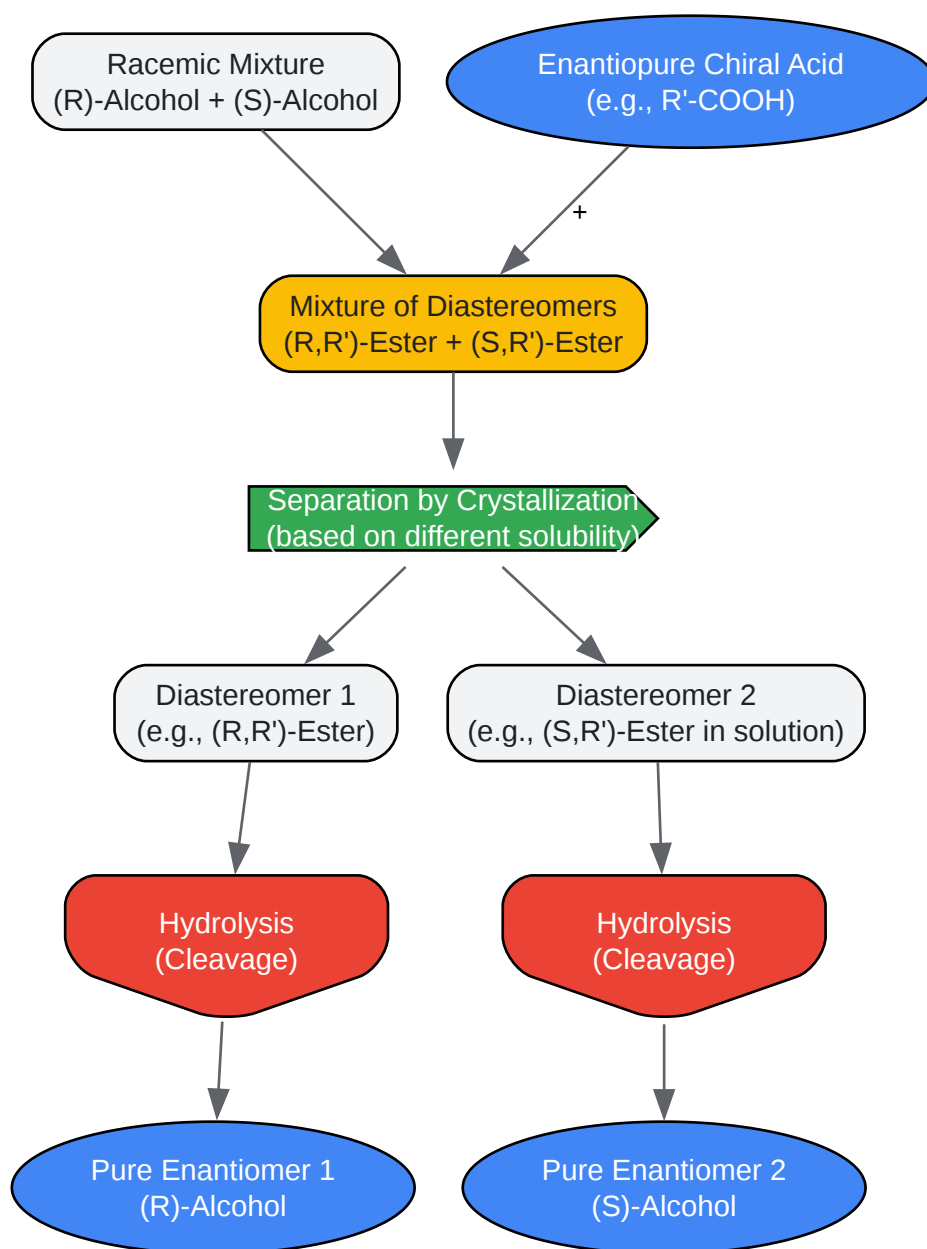 Racemic Mixture
(R)-Alcohol + (S)-Alcohol
Enantiopure Chiral Acid
(e.g., R'-COOH)
+
Mixture of Diastereomers
(R,R')-Ester + (S,R')-Ester
Separation by Crystallization
(based on different solubility)
Diastereomer 1
(e.g., (R,R')-Ester)
Diastereomer 2
(e.g., (S,R')-Ester in solution)
Hydrolysis
(Cleavage)
Hydrolysis
(Cleavage)
Pure Enantiomer 1
(R)-Alcohol
Pure Enantiomer 2
(S)-Alcohol